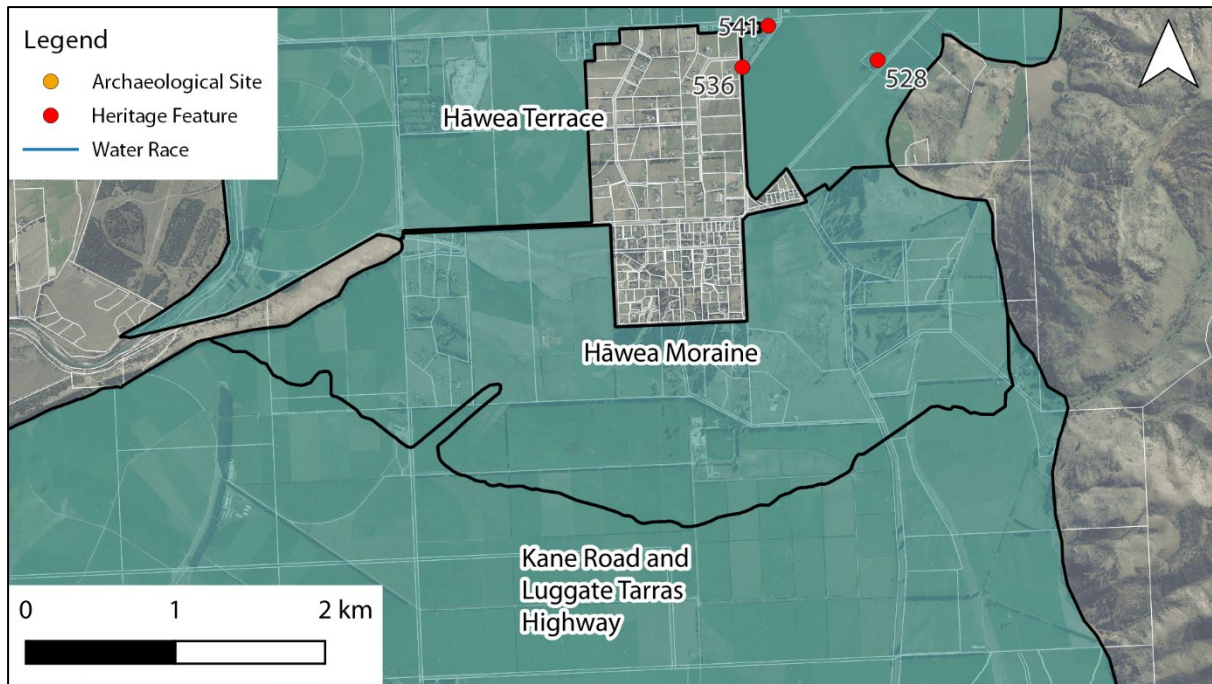 Legend
Archaeological Site
Heritage Feature
Water Race
541
536
528
Hāwea Terrace
Hāwea Moraine
Kane Road and
Luggate Tarras
Highway
0 1 2 km